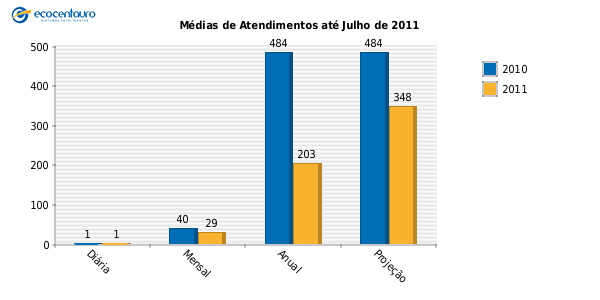 ecocentauro
Médias de Atendimentos até Julho de 2011
500
400
300
200
100
0
1
1
40
29
484
203
484
348
Diária
Mensal
Anual
Projeção
2010
2011